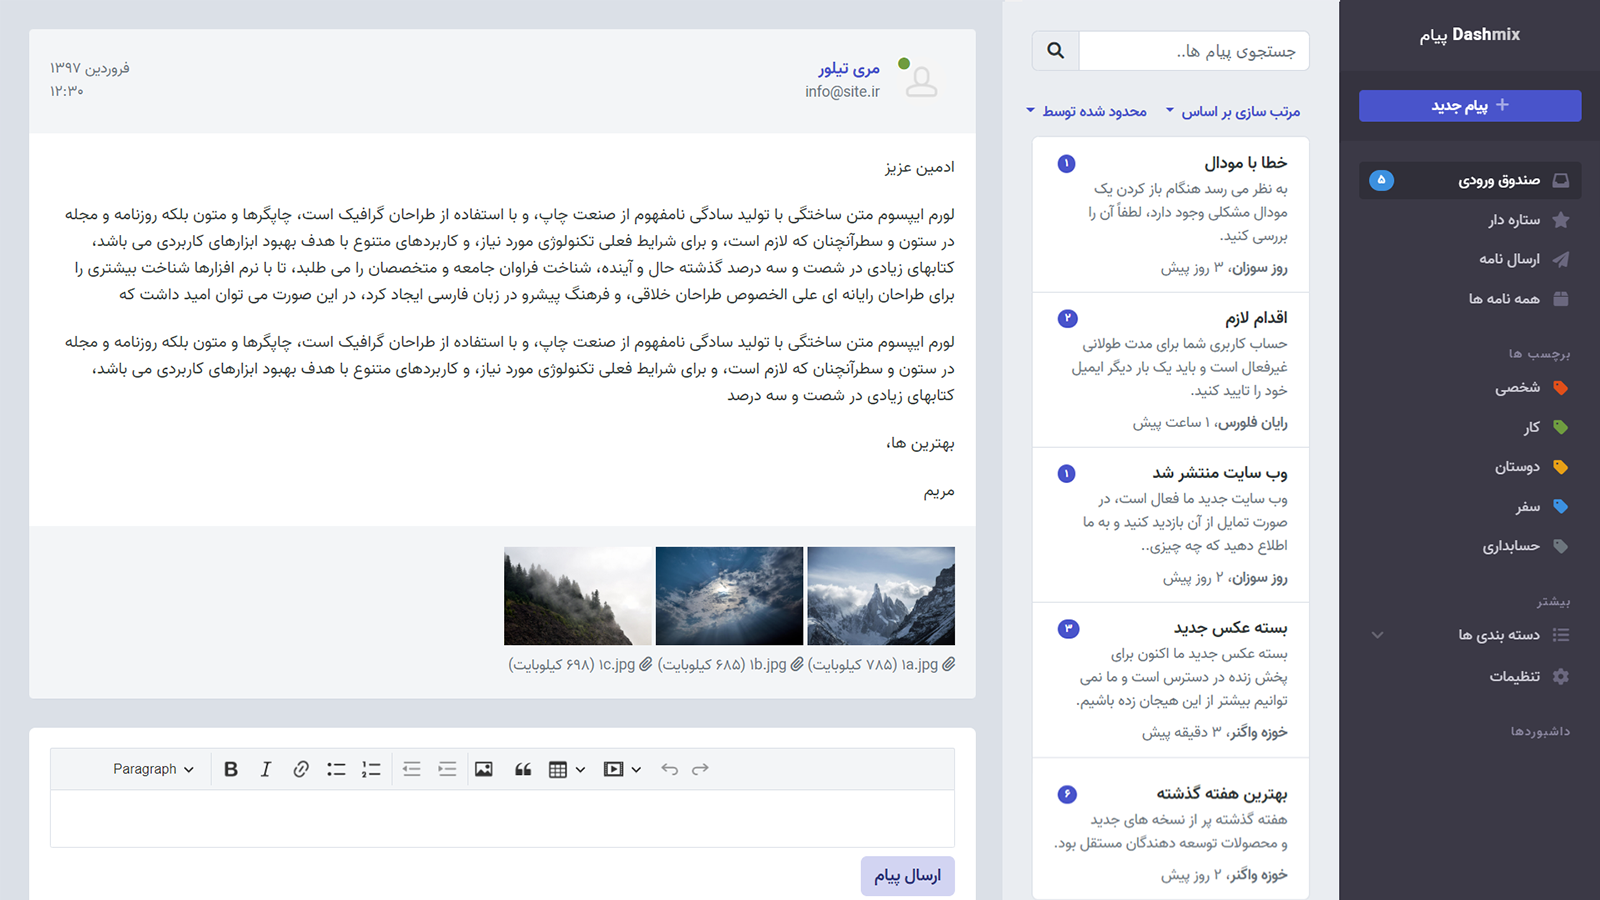 Dashmix پیام
پیام جدید
صندوق ورودی ۵
ستاره دار
ارسال نامه
همه نامه ها
برچسب ها
شخصی
کار
دوستان
سفر
حسابداری
بیشتر
دسته بندی ها
تنظیمات
داشبوردها
جستجوی پیام ها..
مرتب سازی بر اساس محدود شده توسط
خطا با مودال ۱
به نظر می رسد هنگام باز کردن یک
مودال مشکلی وجود دارد، لطفاً آن را
بررسی کنید.
روز سوزان، ۳ روز پیش
اقدام لازم ۲
حساب کاربری شما برای مدت طولانی
غیرفعال است و باید یک بار دیگر ایمیل
خود را تایید کنید.
رایان فلورس، ۱ ساعت پیش
وب سایت منتشر شد ۱
وب سایت جدید ما فعال است، در
صورت تمایل از آن بازدید کنید و به ما
اطلاع دهید که چه چیزی..
روز سوزان، ۲ روز پیش
بسته عکس جدید ۳
بسته عکس جدید ما اکنون برای
پخش زنده در دسترس است و ما نمی
توانیم بیشتر از این هیجان زده باشیم.
خوزه واگنر، ۳ دقیقه پیش
بهترین هفته گذشته ۶
هفته گذشته پر از نسخه های جدید
و محصولات توسعه دهندگان مستقل بود.
خوزه واگنر، ۲ روز پیش
مری تیلور
info@site.ir
فروردین ۱۳۹۷
۱۲:۳۰
ادمین عزیز
لورم ایپسوم متن ساختگی با تولید سادگی نامفهوم از صنعت چاپ، و با استفاده از طراحان گرافیک است، چاپگرها و متون بلکه روزنامه و مجله
در ستون و سطرآنچنان که لازم است، و برای شرایط فعلی تکنولوژی مورد نیاز، و کاربردهای متنوع با هدف بهبود ابزارهای کاربردی می باشد،
کتابهای زیادی در شصت و سه درصد گذشته حال و آینده، شناخت فراوان جامعه و متخصصان را می طلبد، تا با نرم افزارها شناخت بیشتری را
برای طراحان رایانه ای علی الخصوص طراحان خلاقی، و فرهنگ پیشرو در زبان فارسی ایجاد کرد، در این صورت می توان امید داشت که
لورم ایپسوم متن ساختگی با تولید سادگی نامفهوم از صنعت چاپ، و با استفاده از طراحان گرافیک است، چاپگرها و متون بلکه روزنامه و مجله
در ستون و سطرآنچنان که لازم است، و برای شرایط فعلی تکنولوژی مورد نیاز، و کاربردهای متنوع با هدف بهبود ابزارهای کاربردی می باشد،
کتابهای زیادی در شصت و سه درصد
بهترین ها،
مریم
۱a.jpg (۷۸۵ کیلوبایت) ۱b.jpg (۶۸۵ کیلوبایت) ۱c.jpg (۶۹۸ کیلوبایت)
Paragraph
ارسال پیام